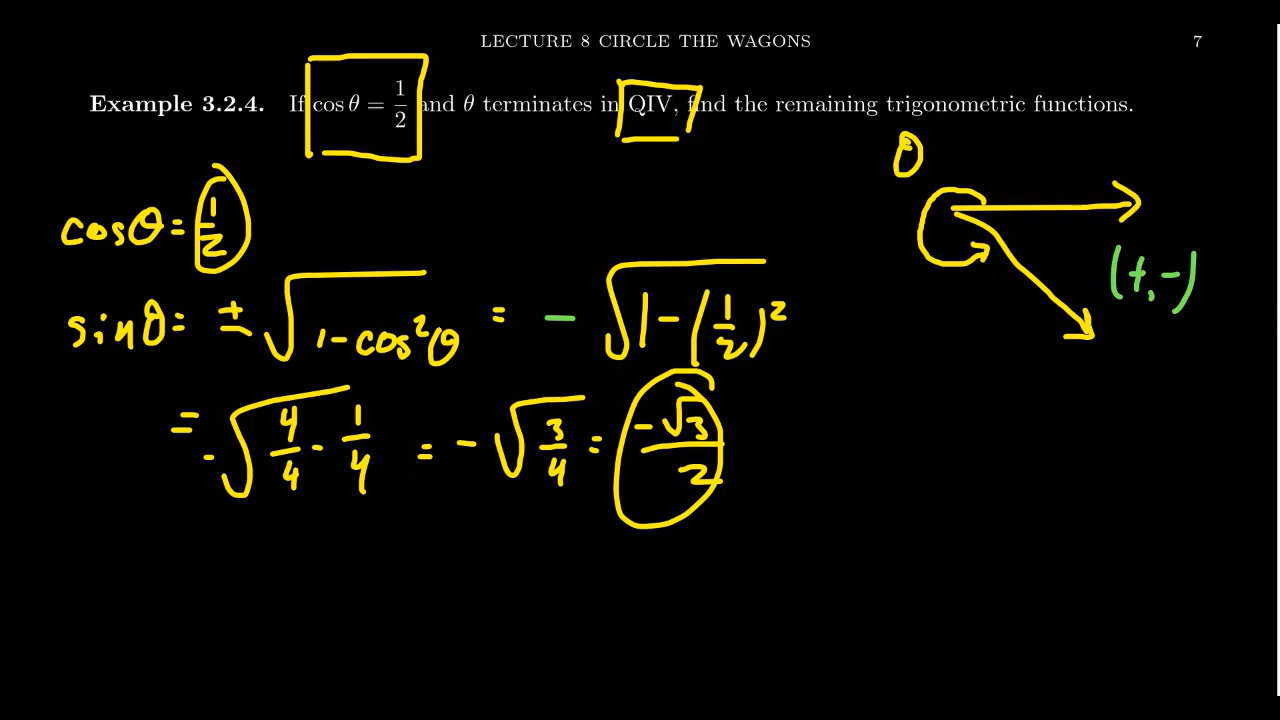 LECTURE 8 CIRCLE THE WAGONS 7
Example 3.2.4. If cos θ = 1/2 and θ terminates in QIV, find the remaining trigonometric functions.
θ
cosθ = 1/2
(+, -)
sinθ = ± √(1 - cos²θ) = - √(1 - (1/2)²)
= - √(4/4 - 1/4) = - √(3/4) = -√3/2